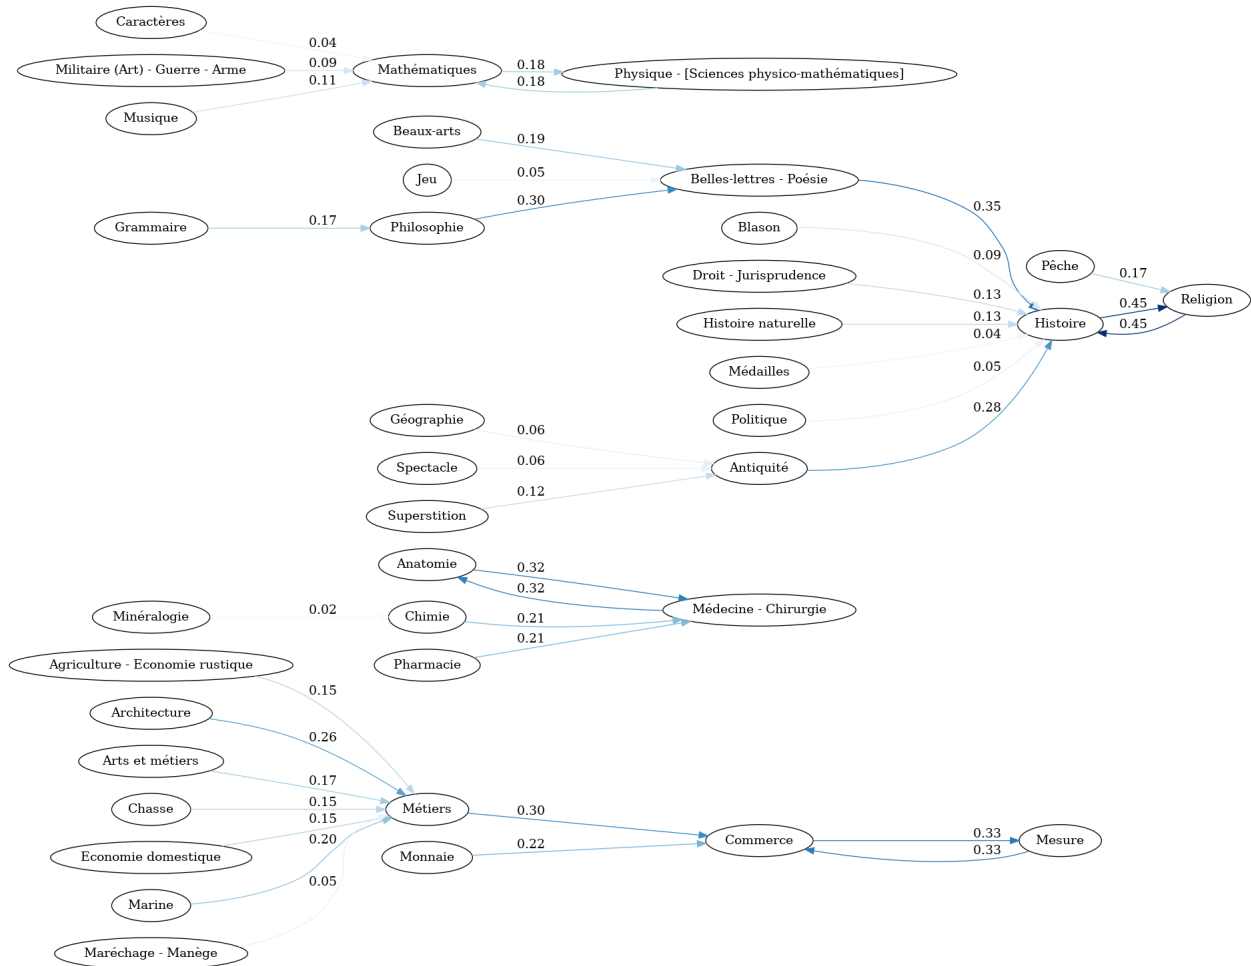 Caractères
0.04
Militaire (Art) - Guerre - Arme
0.09
Mathématiques
0.18
Physique - [Sciences physico-mathématiques]
0.18
0.11
Musique
Beaux-arts
0.19
Jeu
0.05
Belles-lettres - Poésie
0.30
0.35
Grammaire
0.17
Philosophie
Blason
0.09
Pêche
0.17
Droit - Jurisprudence
0.13
Religion
0.45
0.45
Histoire naturelle
0.13
Histoire
0.04
Médailles
0.05
Politique
0.28
Géographie
0.06
Spectacle
0.06
Antiquité
0.12
Superstition
Anatomie
0.32
0.32
Médecine - Chirurgie
Minéralogie
0.02
Chimie
0.21
0.21
Pharmacie
Agriculture - Economie rustique
0.15
Architecture
0.26
Arts et métiers
0.17
Chasse
0.15
Métiers
0.30
0.15
0.20
Economie domestique
Monnaie
0.22
Commerce
0.33
0.33
Mesure
Marine
0.05
Maréchage - Manège